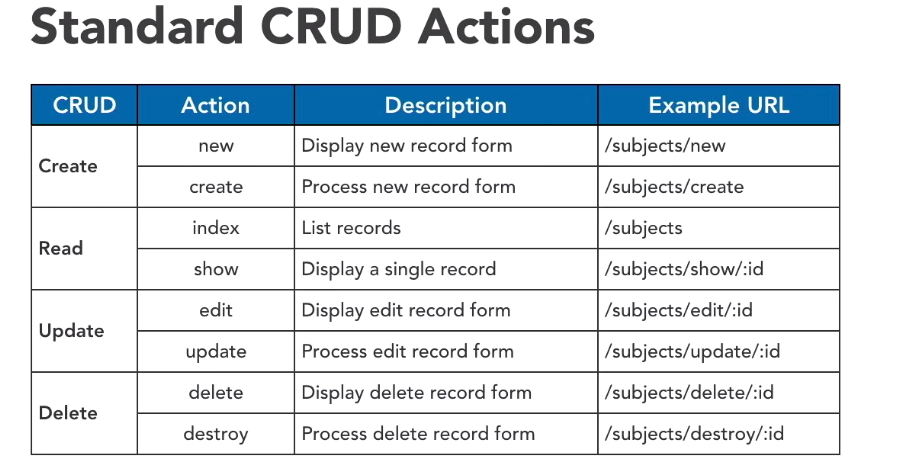 Standard CRUD Actions
CRUD Action Description Example URL
Create
new Display new record form /subjects/new
create Process new record form /subjects/create
Read
index List records /subjects
show Display a single record /subjects/show/:id
Update
edit Display edit record form /subjects/edit/:id
update Process edit record form /subjects/update/:id
Delete
delete Display delete record form /subjects/delete/:id
destroy Process delete record form /subjects/destroy/:id